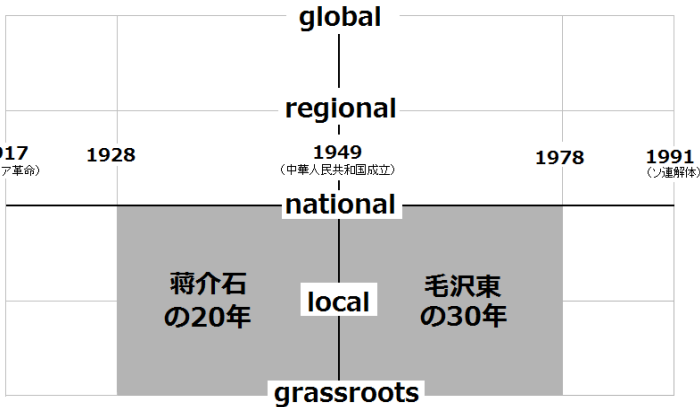 global
regional
917
1928
1949
1978
1991
ア革命)
(中華人民共和国成立)
(ソ連解体)
national
蒋介石
の20年
local
毛沢東
の30年
grassroots